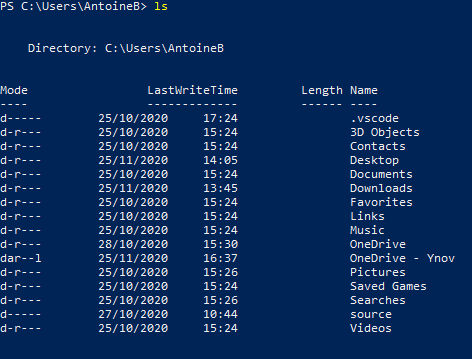 PS C:\Users\AntoineB> ls
Directory: C:\Users\AntoineB
Mode LastWriteTime Length Name
---- ------------- ------ ----
d----- 25/10/2020 17:24 .vscode
d-r--- 25/10/2020 15:24 3D Objects
d-r--- 25/10/2020 15:24 Contacts
d-r--- 25/11/2020 14:05 Desktop
d-r--- 25/10/2020 15:24 Documents
d-r--- 25/11/2020 13:45 Downloads
d-r--- 25/10/2020 15:24 Favorites
d-r--- 25/10/2020 15:24 Links
d-r--- 25/10/2020 15:24 Music
d-r--- 28/10/2020 15:30 OneDrive
dar--l 25/11/2020 16:37 OneDrive - Ynov
d-r--- 25/10/2020 15:26 Pictures
d-r--- 25/10/2020 15:24 Saved Games
d-r--- 25/10/2020 15:26 Searches
d----- 27/10/2020 10:44 source
d-r--- 25/10/2020 15:24 Videos